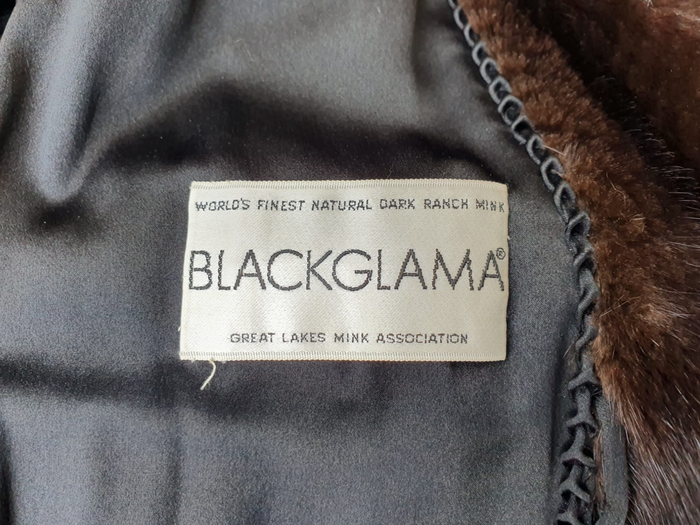 WORLD'S FINEST NATURAL DARK RANCH MINK
BLACKGLAMA®
GREAT LAKES MINK ASSOCIATION